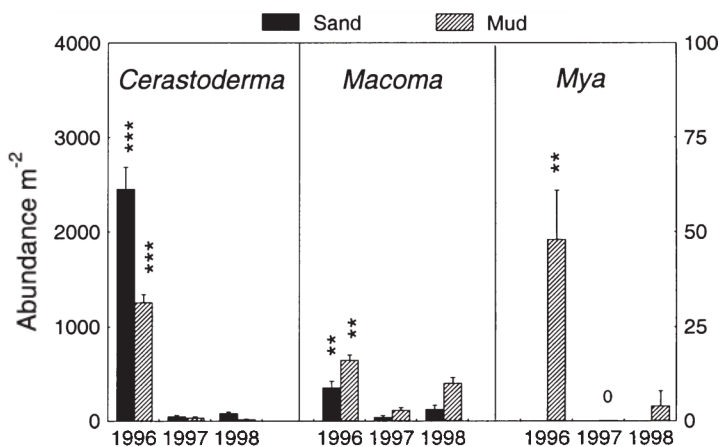 Sand Mud
4000 100
Cerastoderma Macoma Mya
3000 75
2000 50
1000 25
0 0
Abundance m-2
*** *** ** ** **
0
1996 1997 1998 1996 1997 1998 1996 1997 1998